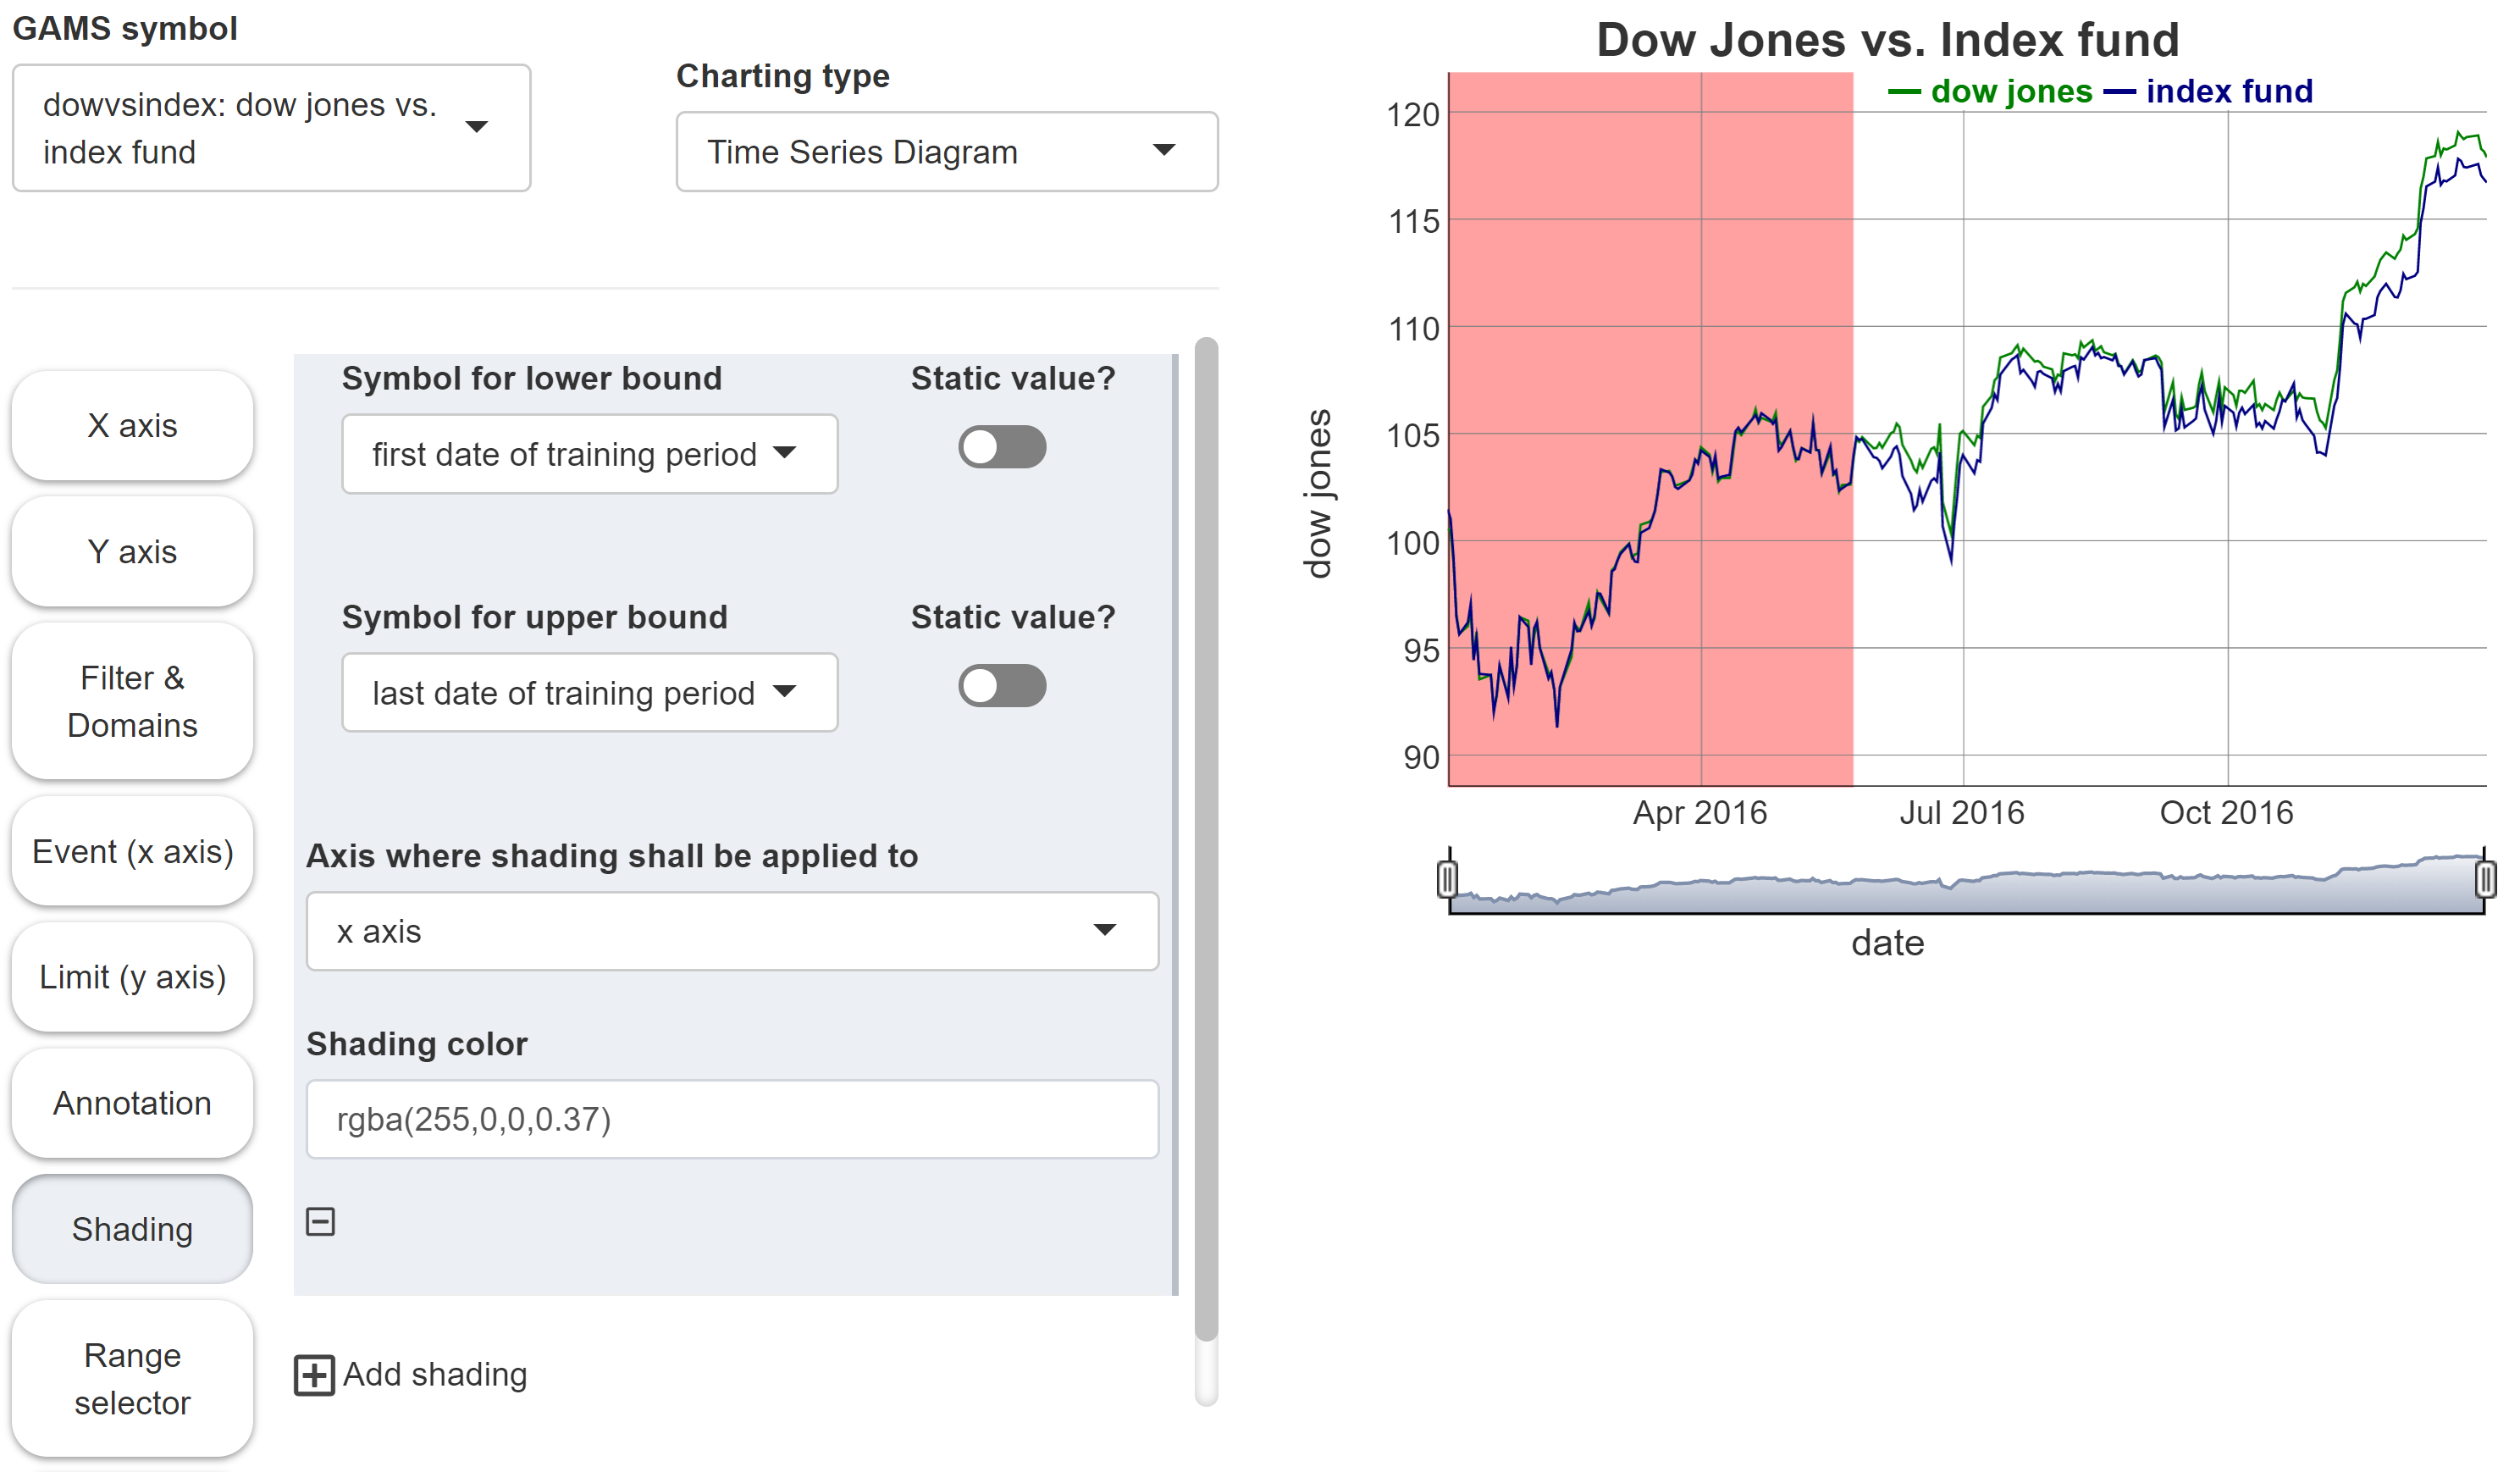 GAMS symbol
dowvsindex: dow jones vs.
index fund
Charting type
Time Series Diagram
X axis
Y axis
Filter &
Domains
Event (x axis)
Limit (y axis)
Annotation
Shading
Range
selector
Symbol for lower bound
Static value?
first date of training period
Symbol for upper bound
Static value?
last date of training period
Axis where shading shall be applied to
x axis
Shading color
rgba(255,0,0,0.37)
Add shading
Dow Jones vs. Index fund
dow jones index fund
120
115
110
105
100
95
90
dow jones
Apr 2016 Jul 2016 Oct 2016
date